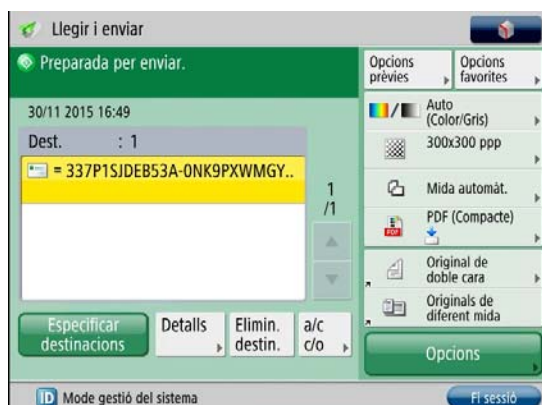 Llegir i enviar
Preparada per enviar.
30/11 2015 16:49
Dest. : 1
= 337P1SJDEB53A-0NK9PXWMGY..
1
/1
Especificar
destinacions
Detalls
Elimin.
destin.
a/c
c/o
Opcions
prèvies
Opcions
favorites
Auto
(Color/Gris)
300x300 ppp
Mida automàt.
PDF (Compacte)
PDF
Original de
doble cara
Originals de
diferent mida
Opcions
ID Mode gestió del sistema
Fi sessió